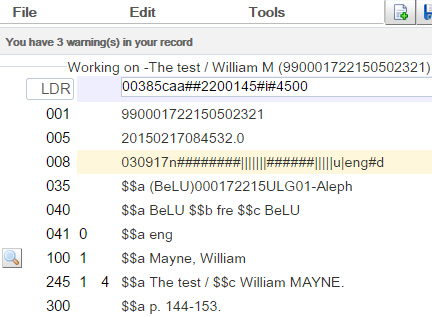 File Edit Tools
You have 3 warning(s) in your record
Working on -The test / William M (990001722150502321)
LDR 00385caa##2200145#i#4500
001 990001722150502321
005 20150217084532.0
008 030917n########|||||||######|||||u|eng#d
035 $$a (BeLU)000172215ULG01-Aleph
040 $$a BeLU $$b fre $$c BeLU
041 0 $$a eng
100 1 $$a Mayne, William
245 1 4 $$a The test / $$c William MAYNE.
300 $$a p. 144-153.